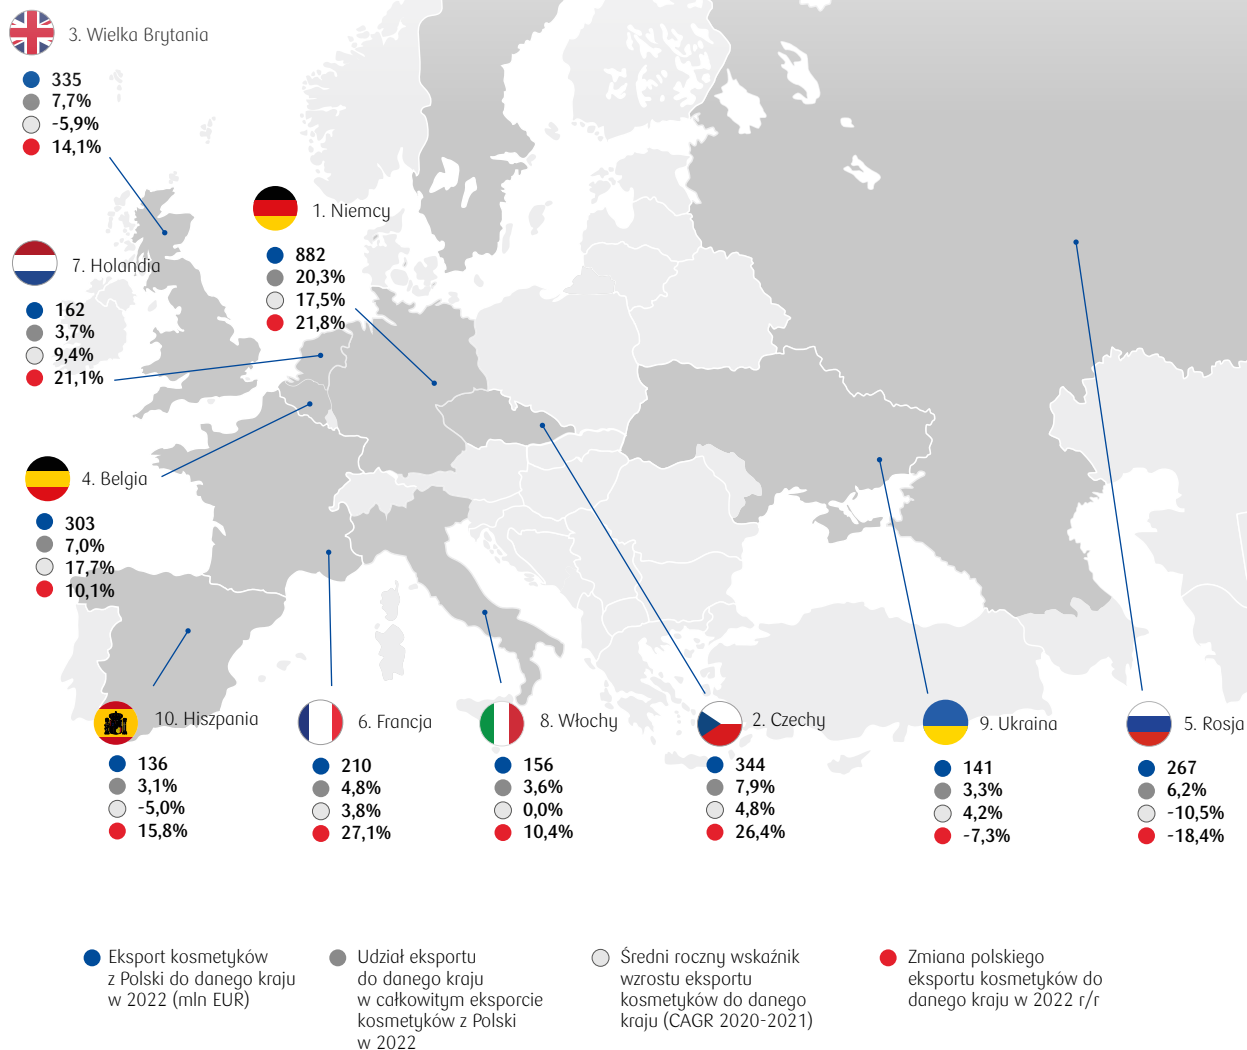 3. Wielka Brytania
335
7,7%
-5,9%
14,1%
1. Niemcy
882
20,3%
17,5%
21,8%
7. Holandia
162
3,7%
9,4%
21,1%
4. Belgia
303
7,0%
17,7%
10,1%
10. Hiszpania
136
3,1%
-5,0%
15,8%
6. Francja
210
4,8%
3,8%
27,1%
8. Włochy
156
3,6%
0,0%
10,4%
2. Czechy
344
7,9%
4,8%
26,4%
9. Ukraina
141
3,3%
4,2%
-7,3%
5. Rosja
267
6,2%
-10,5%
-18,4%
Eksport kosmetyków
z Polski do danego kraju
w 2022 (mln EUR)
Udział eksportu
do danego kraju
w całkowitym eksporcie
kosmetyków z Polski
w 2022
Średni roczny wskaźnik
wzrostu eksportu
kosmetyków do danego
kraju (CAGR 2020-2021)
Zmiana polskiego
eksportu kosmetyków do
danego kraju w 2022 r/r